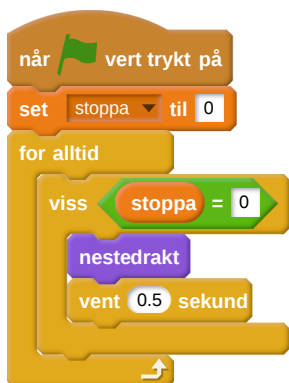 når vert trykt på
set stoppa til 0
for alltid
viss stoppa = 0
nestedrakt
vent 0.5 sekund